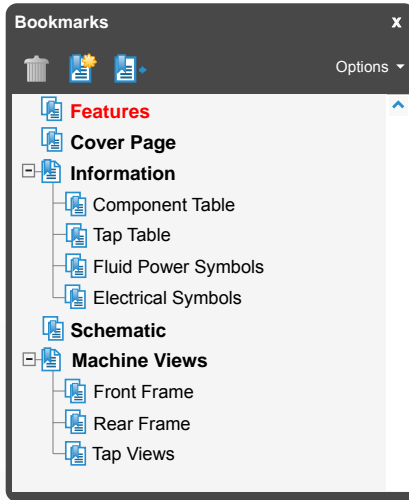 Bookmarks x
Options
Features
Cover Page
Information
Component Table
Tap Table
Fluid Power Symbols
Electrical Symbols
Schematic
Machine Views
Front Frame
Rear Frame
Tap Views